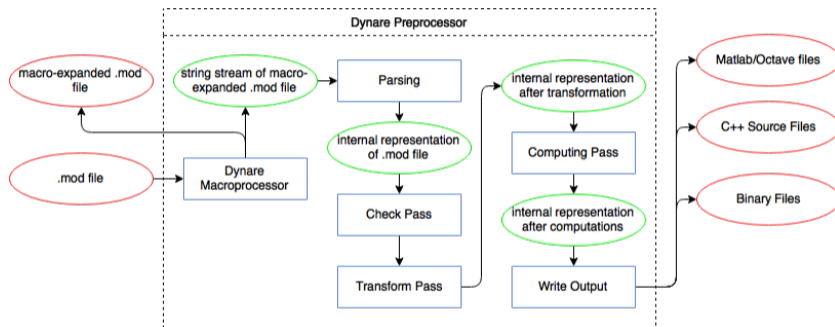 Dynare Preprocessor
macro-expanded .mod
file
string stream of macro-
expanded .mod file
Parsing
internal representation
after transformation
Matlab/Octave files
internal representation
of .mod file
Computing Pass
C++ Source Files
.mod file
Dynare
Macroprocessor
Check Pass
internal representation
after computations
Binary Files
Transform Pass
Write Output